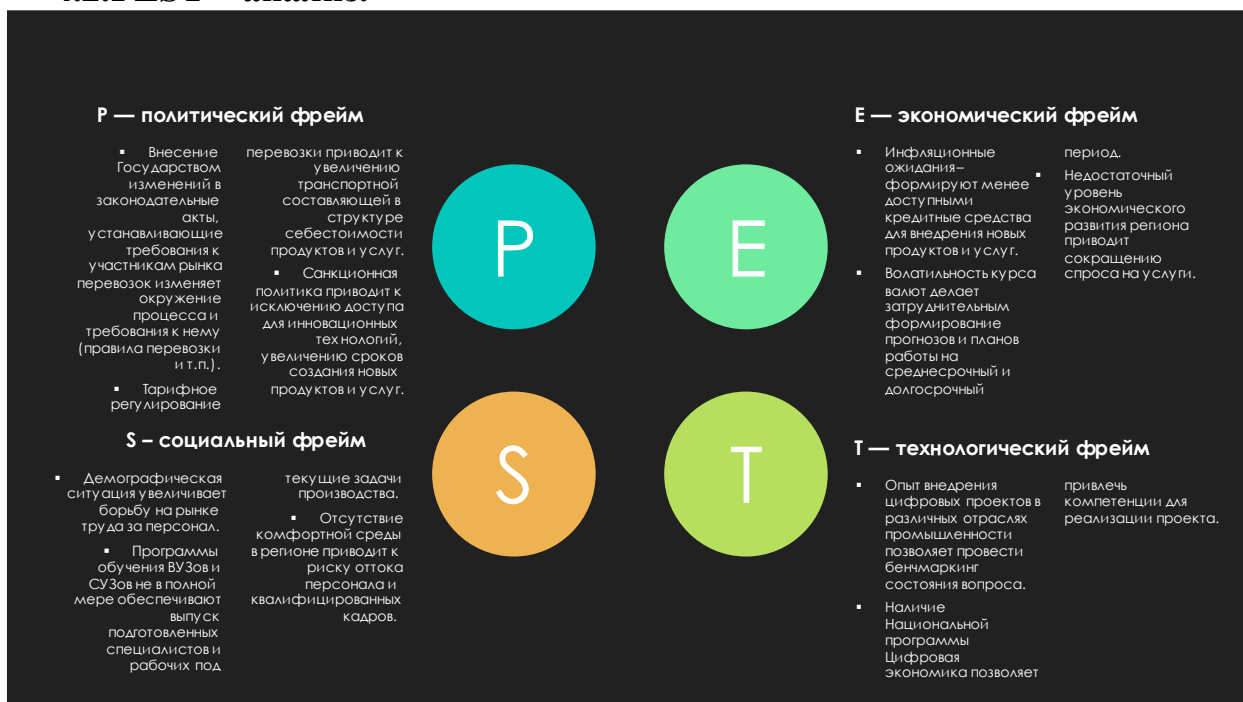 P — политический фрейм
▪ Внесение
Государством
изменений в
законодательные
акты,
устанавливающие
требования к
участникам рынка
перевозок изменяет
окружение
процесса и
требования к нему
(правила перевозки
и т.п.).
▪ Тарифное
регулирование
перевозки приводит к
увеличению
транспортной
составляющей в
структуре
себестоимости
продуктов и услуг.
▪ Санкционная
политика приводит к
исключению доступа
для инновационных
технологий,
увеличению сроков
создания новых
продуктов и услуг.
P
E
E — экономический фрейм
▪ Инфляционные
ожидания–
формируют менее
доступными
кредитные средства
для внедрения новых
продуктов и услуг.
▪ Волатильность курса
валют делает
затруднительным
формирование
прогнозов и планов
работы на
среднесрочный и
долгосрочный
период.
▪ Недостаточный
уровень
экономического
развития региона
приводит
сокращению
спроса на услуги.
S – социальный фрейм
▪ Демографическая
ситуация увеличивает
борьбу на рынке
труда за персонал.
▪ Программы
обучения ВУЗов и
СУЗов не в полной
мере обеспечивают
выпуск
подготовленных
специалистов и
рабочих под
текущие задачи
производства.
▪ Отсутствие
комфортной среды
в регионе приводит к
риску оттока
персонала и
квалифицированных
кадров.
S
T
T — технологический фрейм
▪ Опыт внедрения
цифровых проектов в
различных отраслях
промышленности
позволяет провести
бенчмаркинг
состояния вопроса.
▪ Наличие
Национальной
программы
Цифровая
экономика позволяет
привлечь
компетенции для
реализации проекта.